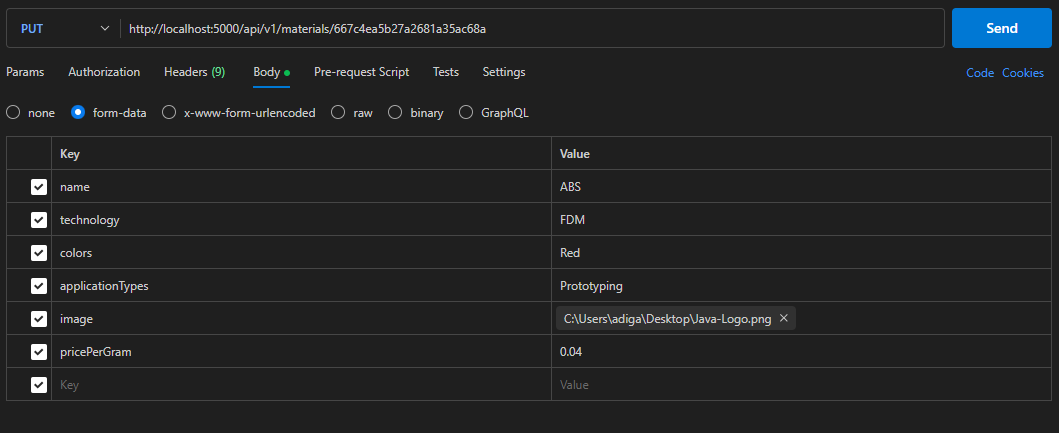 PUT http://localhost:5000/api/v1/materials/667c4ea5b27a2681a35ac68a Send
Params Authorization Headers (9) Body Pre-request Script Tests Settings Code Cookies
none form-data x-www-form-urlencoded raw binary GraphQL
Key Value
name ABS
technology FDM
colors Red
applicationTypes Prototyping
image C:\Users\adiga\Desktop\Java-Logo.png ×
pricePerGram 0.04
Key Value